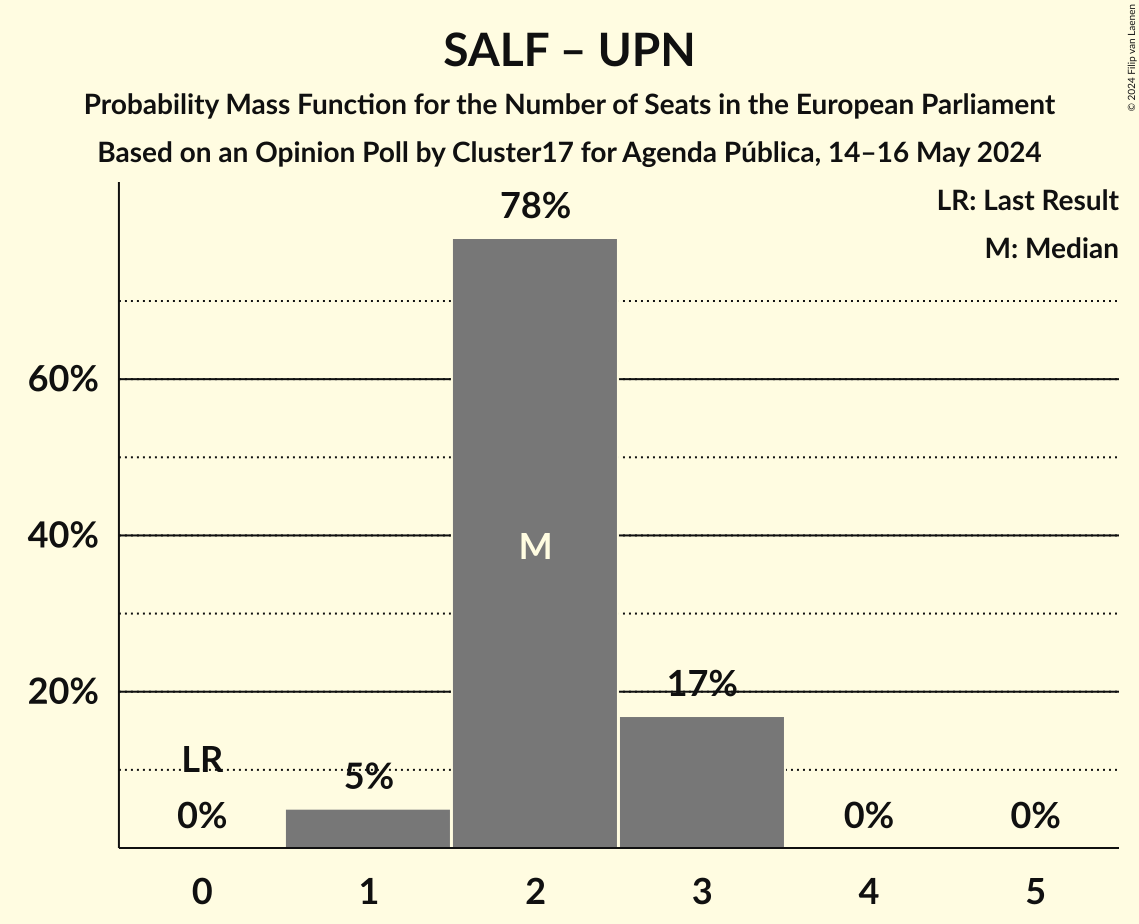 SALF – UPN
Probability Mass Function for the Number of Seats in the European Parliament
Based on an Opinion Poll by Cluster17 for Agenda Pública, 14–16 May 2024
© 2024 Filip van Laenen
LR: Last Result
M: Median
78%
60%
40%
M
20%
17%
LR
5%
0%
0%
0%
0 1 2 3 4 5